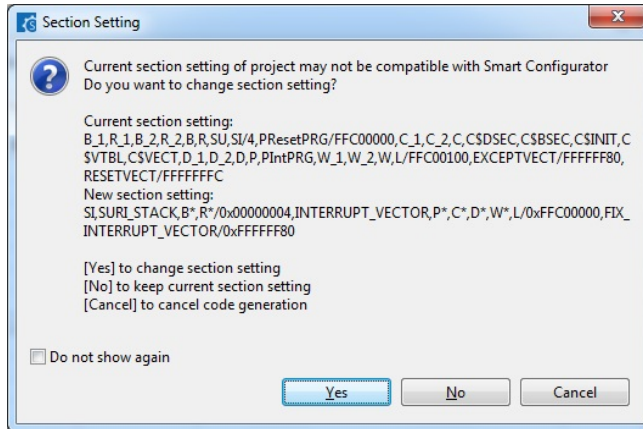 Section Setting
Current section setting of project may not be compatible with Smart Configurator
Do you want to change section setting?
Current section setting:
B_1,R_1,B_2,R_2,B,R,SU,SI/4,PResetPRG/FFC00000,C_1,C_2,C,C$DSEC,C$BSEC,C$INIT,C
$VTBL,C$VECT,D_1,D_2,D,P,PIntPRG,W_1,W_2,W,L/FFC00100,EXCEPTVECT/FFFFFF80,
RESETVECT/FFFFFFFC
New section setting:
SI,SURI_STACK,B*,R*/0x00000004,INTERRUPT_VECTOR,P*,C*,D*,W*,L/0xFFC00000,FIX_
INTERRUPT_VECTOR/0xFFFFFF80
[Yes] to change section setting
[No] to keep current section setting
[Cancel] to cancel code generation
Do not show again
Yes No Cancel